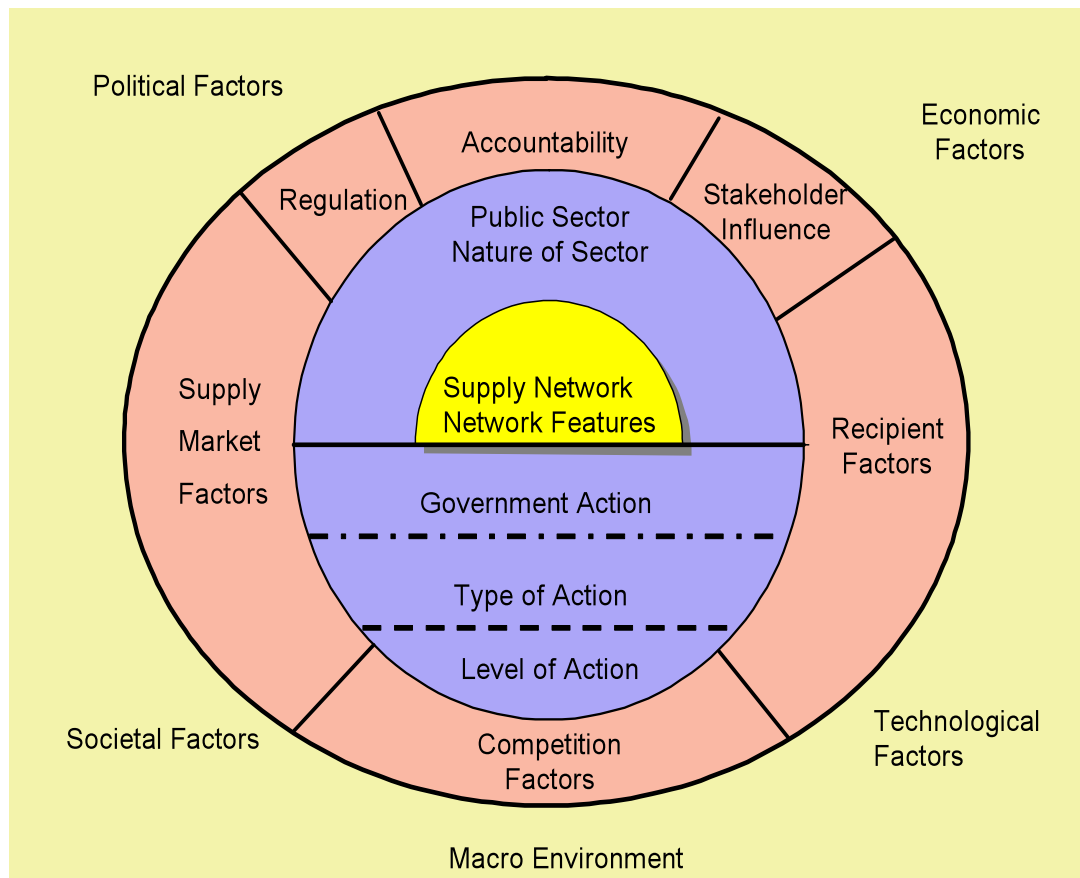 Political Factors
Economic
Factors
Accountability
Regulation
Stakeholder
Influence
Public Sector
Nature of Sector
Supply
Market
Factors
Supply Network
Network Features
Recipient
Factors
Government Action
Type of Action
Level of Action
Societal Factors
Technological
Factors
Competition
Factors
Macro Environment